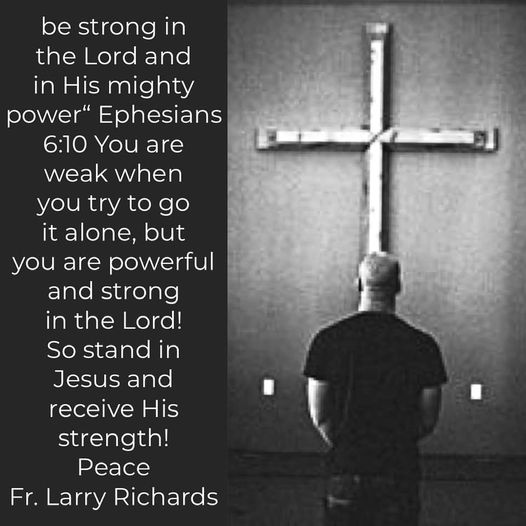 be strong in
the Lord and
in His mighty
power“ Ephesians
6:10 You are
weak when
you try to go
it alone, but
you are powerful
and strong
in the Lord!
So stand in
Jesus and
receive His
strength!
Peace
Fr. Larry Richards